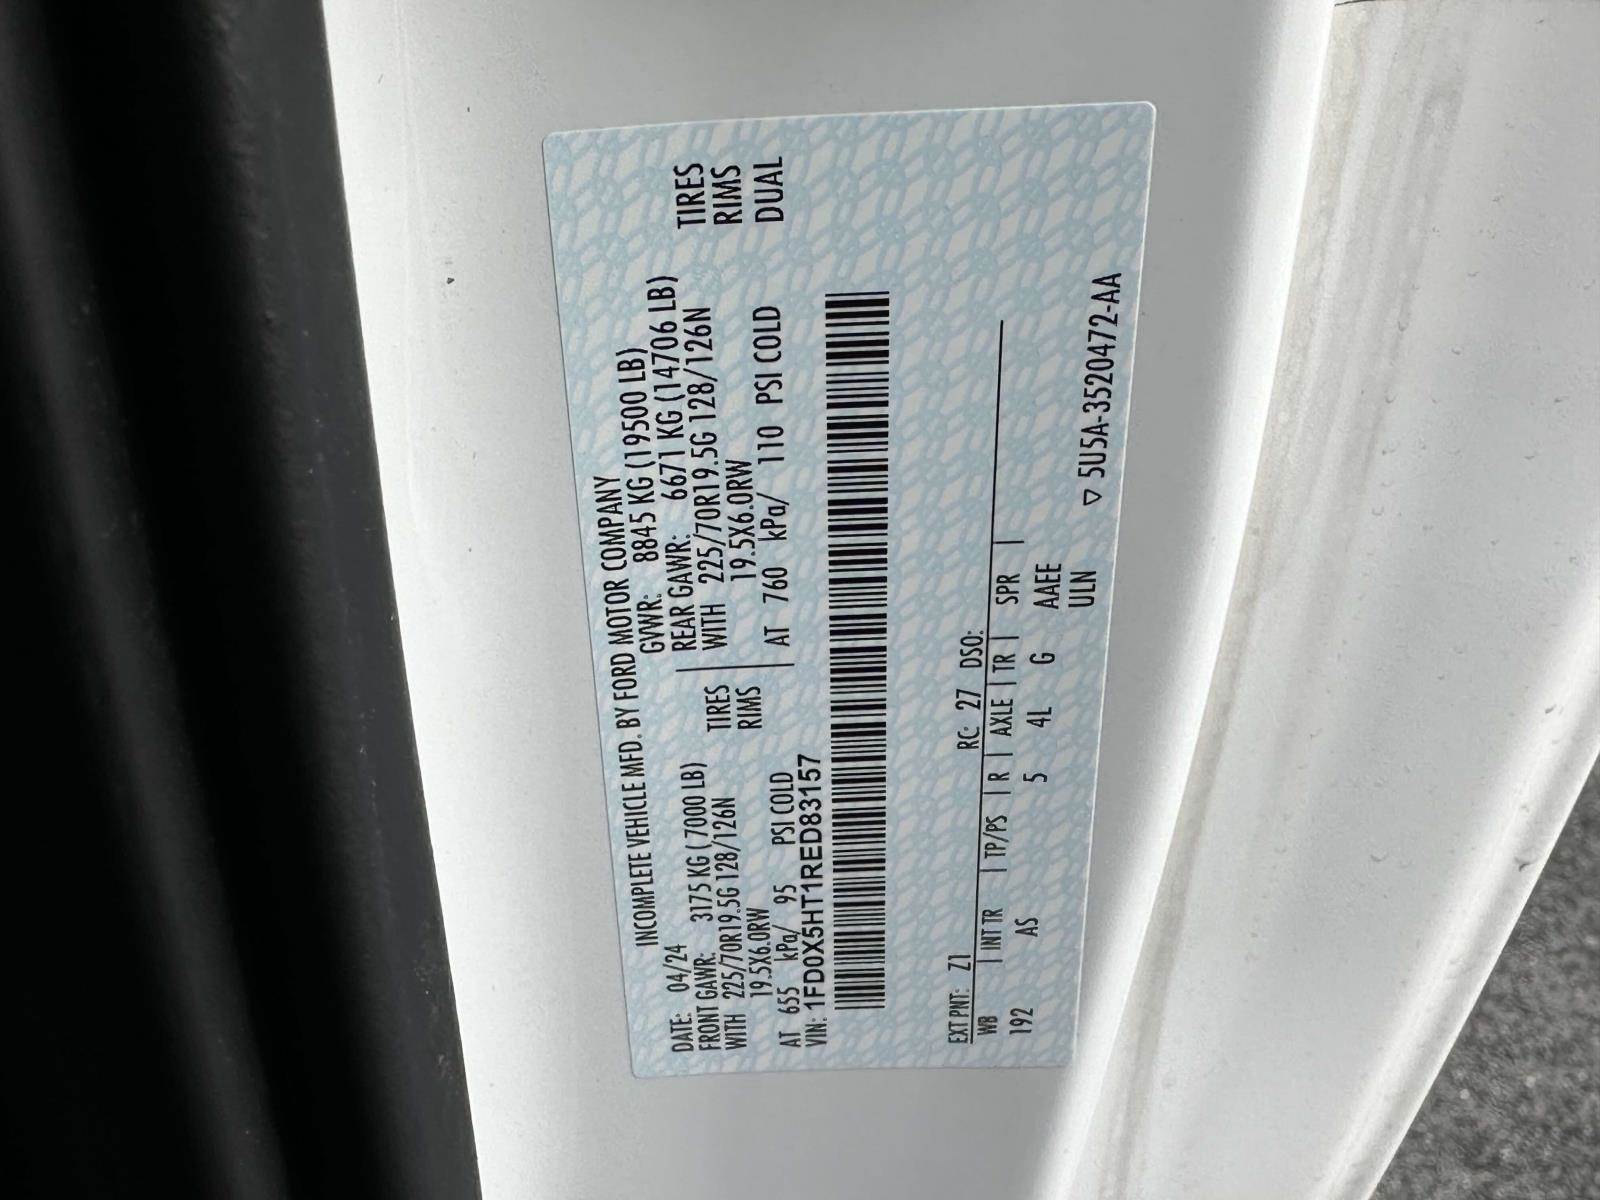 INCOMPLETE VEHICLE MFD. BY FORD MOTOR COMPANY
DATE: 04/24 GVWR: 8845 KG (19500 LB)
FRONT GAWR: 3175 KG (7000 LB) REAR GAWR: 6671 KG (14706 LB)
WITH 225/70R19.5G 128/126N TIRES WITH 225/70R19.5G 128/126N TIRES
19.5X6.0RW RIMS 19.5X6.0RW RIMS
AT 655 kPa/ 95 PSI COLD AT 760 kPa/ 110 PSI COLD DUAL
VIN: 1FD0X5HT1RED83157
EXT PNT: Z1 RC: 27 DSO:
WB | INT TR | TP/PS | R | AXLE | TR | SPR |
192 AS 5 4L G AAEE
ULN
▽ 5U5A-3520472-AA